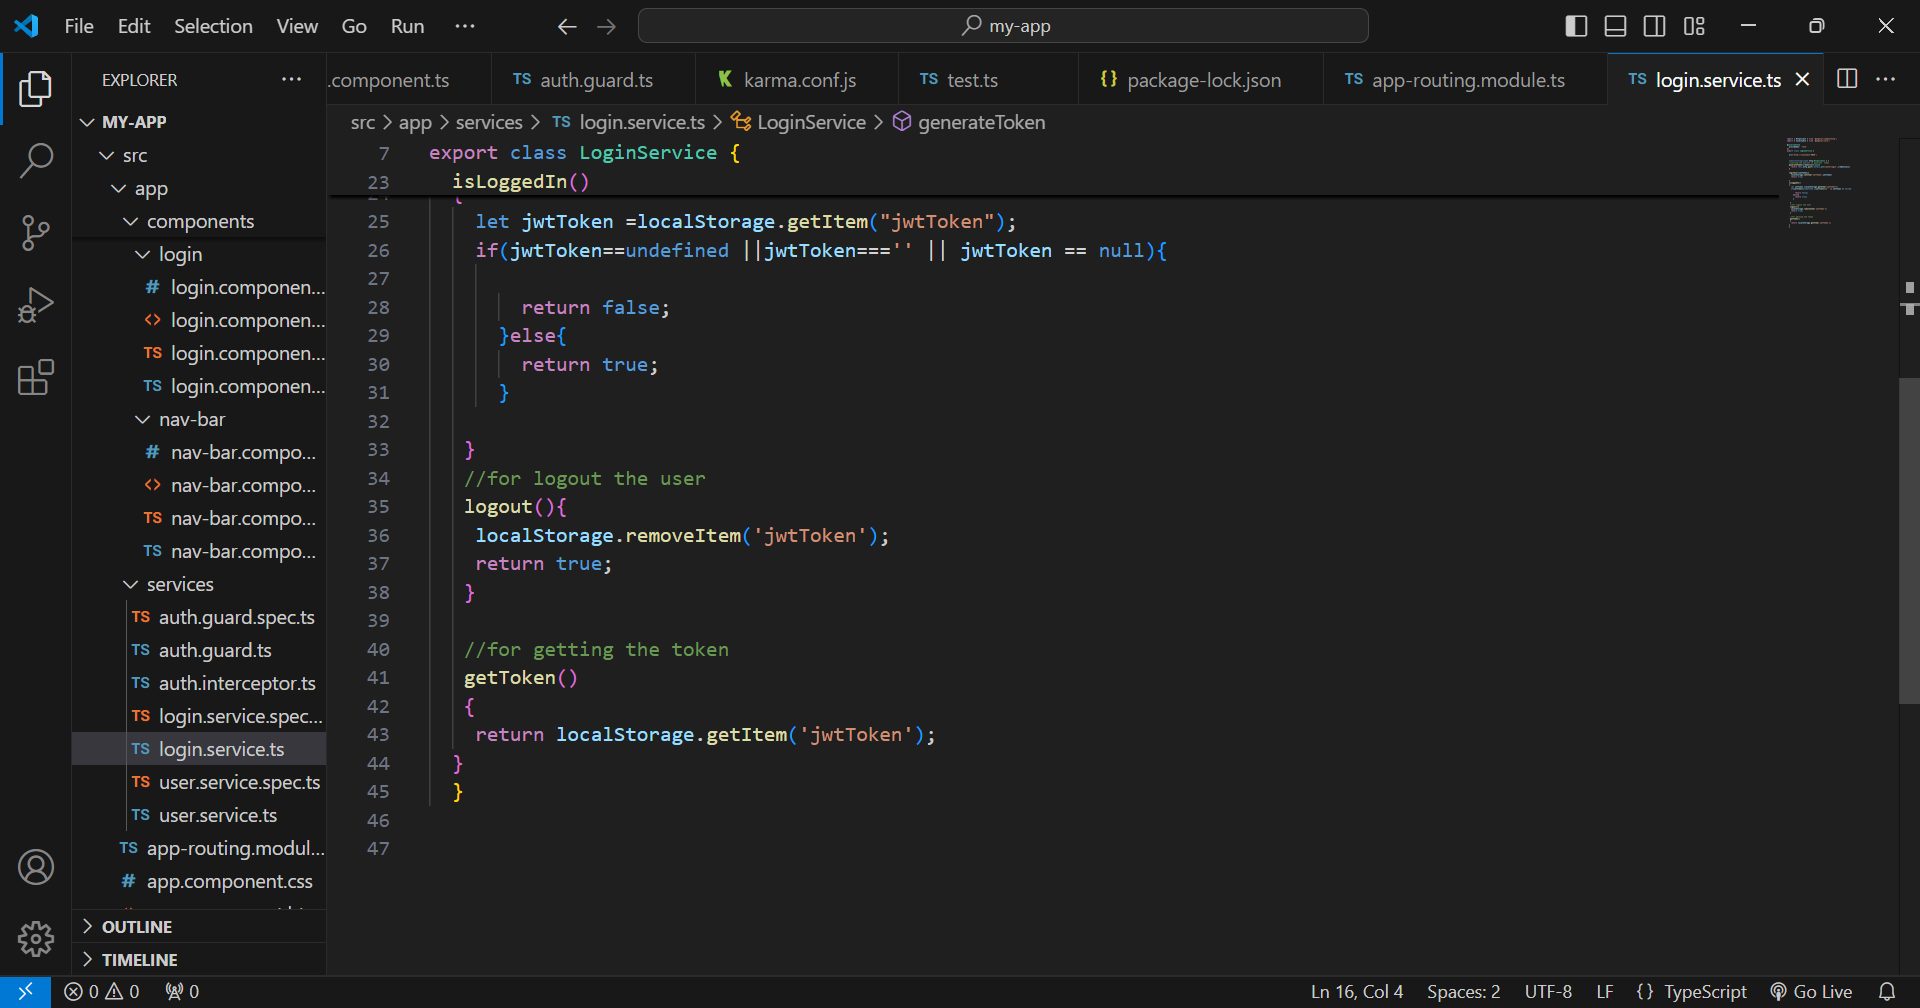 File Edit Selection View Go Run ···
my-app
EXPLORER ···
.component.ts
TS auth.guard.ts
karma.conf.js
TS test.ts
{} package-lock.json
TS app-routing.module.ts
TS login.service.ts
···
MY-APP
src
app
components
login
# login.componen...
<> login.componen...
TS login.componen...
TS login.componen...
nav-bar
# nav-bar.compo...
<> nav-bar.compo...
TS nav-bar.compo...
TS nav-bar.compo...
services
TS auth.guard.spec.ts
TS auth.guard.ts
TS auth.interceptor.ts
TS login.service.spec...
TS login.service.ts
TS user.service.spec.ts
TS user.service.ts
TS app-routing.modul...
# app.component.css
OUTLINE
TIMELINE
src > app > services > TS login.service.ts > LoginService > generateToken
7 export class LoginService {
23 isLoggedIn()
25 let jwtToken =localStorage.getItem("jwtToken");
26 if(jwtToken==undefined ||jwtToken==='' || jwtToken == null){
27
28 return false;
29 }else{
30 return true;
31 }
32
33 }
34 //for logout the user
35 logout(){
36 localStorage.removeItem('jwtToken');
37 return true;
38 }
39
40 //for getting the token
41 getToken()
42 {
43 return localStorage.getItem('jwtToken');
44 }
45 }
46
47
0 0 0
Ln 16, Col 4 Spaces: 2 UTF-8 LF {} TypeScript Go Live